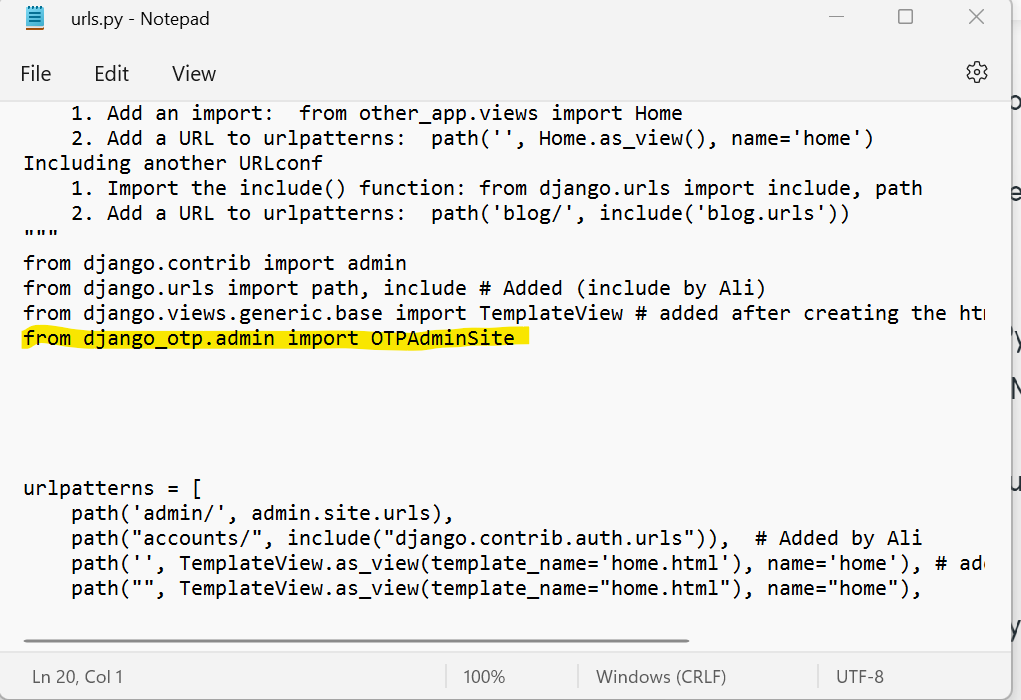 urls.py - Notepad
File Edit View
1. Add an import:  from other_app.views import Home
2. Add a URL to urlpatterns:  path('', Home.as_view(), name='home')
Including another URLconf
1. Import the include() function: from django.urls import include, path
2. Add a URL to urlpatterns:  path('blog/', include('blog.urls'))
"""
from django.contrib import admin
from django.urls import path, include # Added (include by Ali)
from django.views.generic.base import TemplateView # added after creating the
from django_otp.admin import OTPAdminSite
urlpatterns = [
path('admin/', admin.site.urls),
path("accounts/", include("django.contrib.auth.urls")),  # Added by Ali
path('', TemplateView.as_view(template_name='home.html'), name='home'), #
path("", TemplateView.as_view(template_name="home.html"), name="home"),
Ln 20, Col 1 100% Windows (CRLF) UTF-8